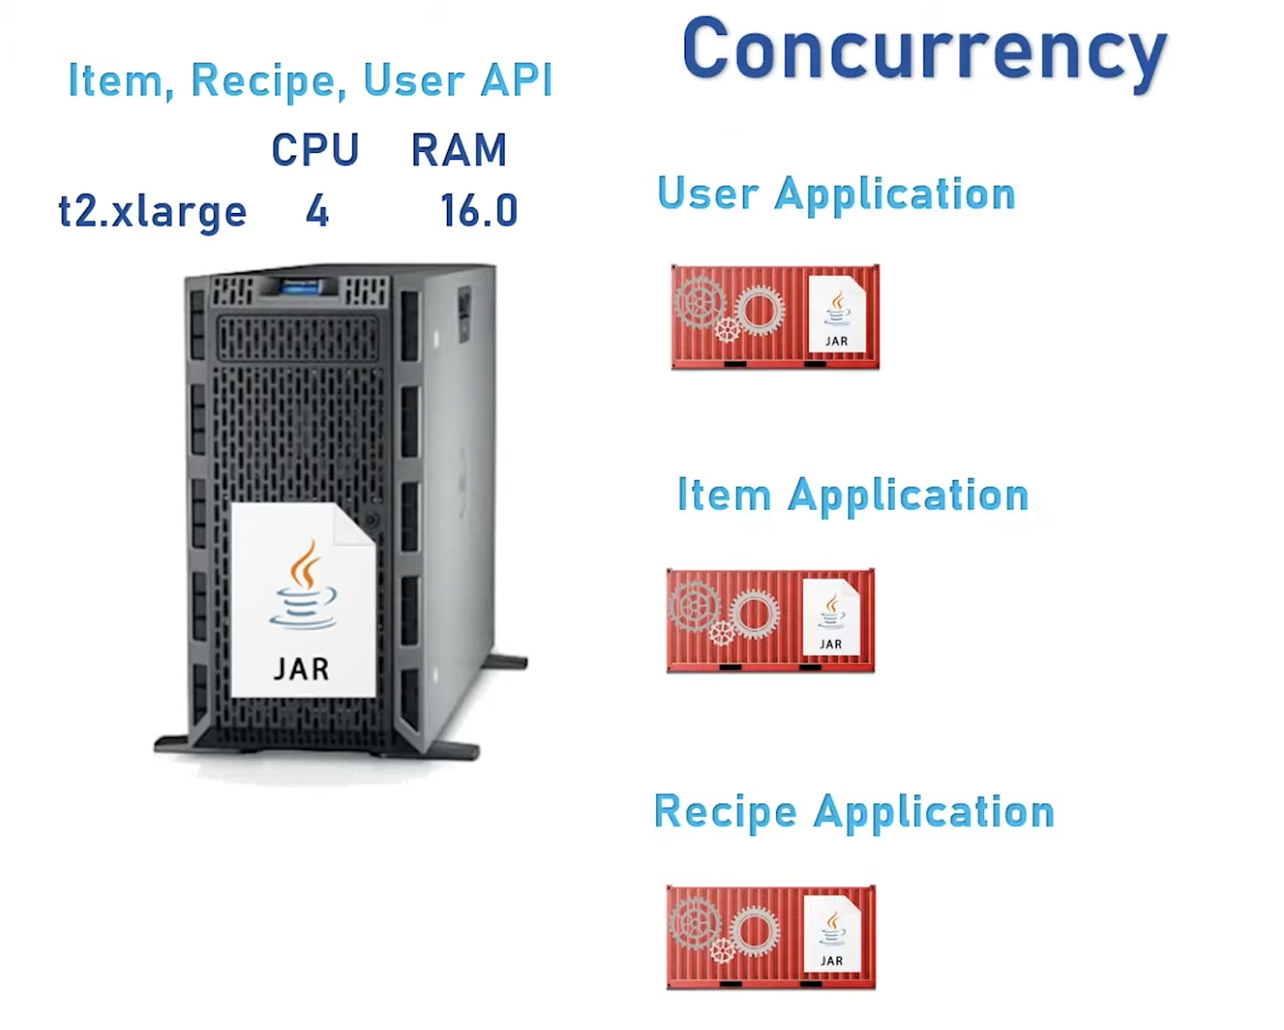 Concurrency
Item, Recipe, User API
CPU RAM
t2.xlarge 4 16.0
JAR
User Application
JAR
Item Application
JAR
Recipe Application
JAR